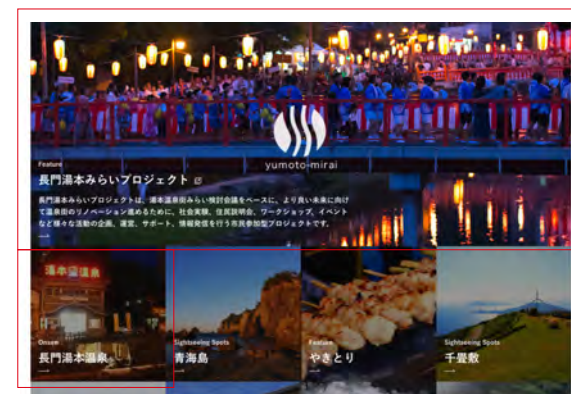 yumoto-mirai
Feature
長門湯本みらいプロジェクト
長門湯本みらいプロジェクトは、湯本温泉街みらい検討会議をベースに、より良い未来に向け
て温泉街のリノベーション進めるために、社会実験、住民説明会、ワークショップ、イベント
など様々な活動の企画、運営、サポート、情報発信を行う市民参加型プロジェクトです。
湯本温泉
Onsen
長門湯本温泉
Sightseeing Spots
青海島
Feature
やきとり
Sightseeing Spots
千畳敷